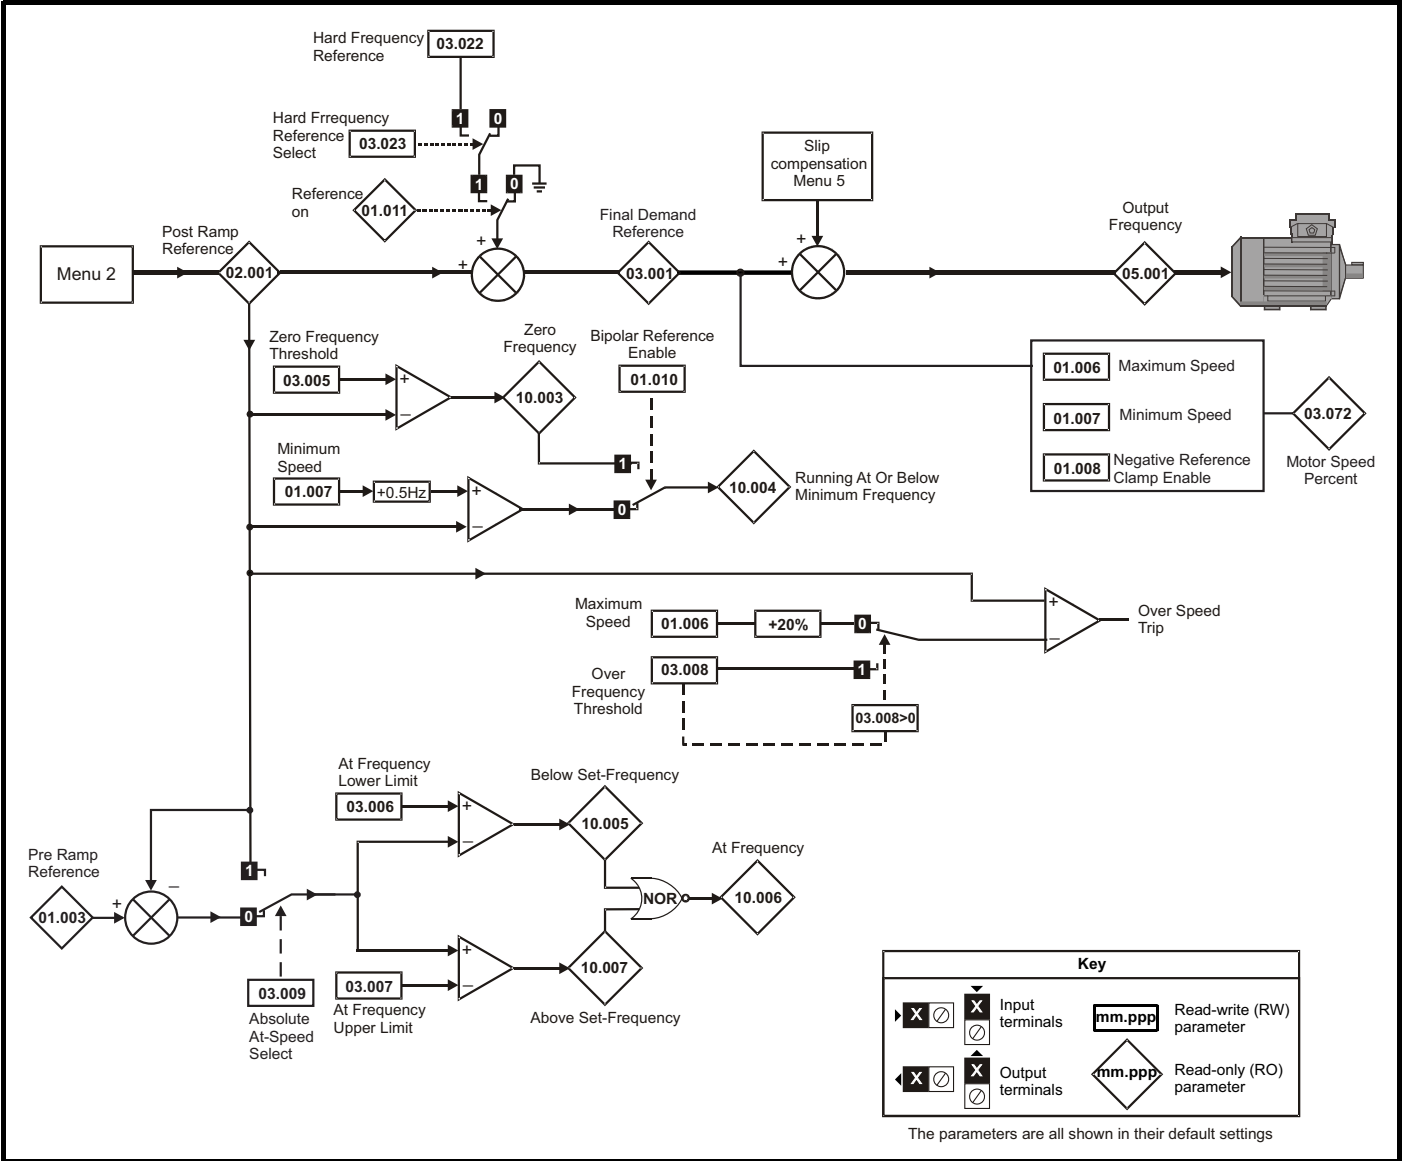 Hard Frequency
Reference
03.022
1
0
Hard Frrequency
Reference
Select
03.023
1
0
Reference
on
01.011
Slip
compensation
Menu 5
Menu 2
Post Ramp
Reference
02.001
+
+
Final Demand
Reference
03.001
+
+
Output
Frequency
05.001
Zero Frequency
Threshold
03.005
+
–
Zero
Frequency
10.003
Bipolar Reference
Enable
01.010
1
0
Minimum
Speed
01.007
+0.5Hz
+
–
10.004
Running At Or Below
Minimum Frequency
01.006
Maximum Speed
01.007
Minimum Speed
01.008
Negative Reference
Clamp Enable
03.072
Motor Speed
Percent
Maximum
Speed
01.006
+20%
0
Over
Frequency
Threshold
03.008
1
03.008>0
+
–
Over Speed
Trip
At Frequency
Lower Limit
03.006
+
–
Below Set-Frequency
10.005
Pre Ramp
Reference
01.003
+
–
1
0
03.009
Absolute
At-Speed
Select
03.007
At Frequency
Upper Limit
+
–
10.007
Above Set-Frequency
NOR
At Frequency
10.006
Key
X
X
Input
terminals
mm.ppp
Read-write (RW)
parameter
X
X
Output
terminals
mm.ppp
Read-only (RO)
parameter
The parameters are all shown in their default settings